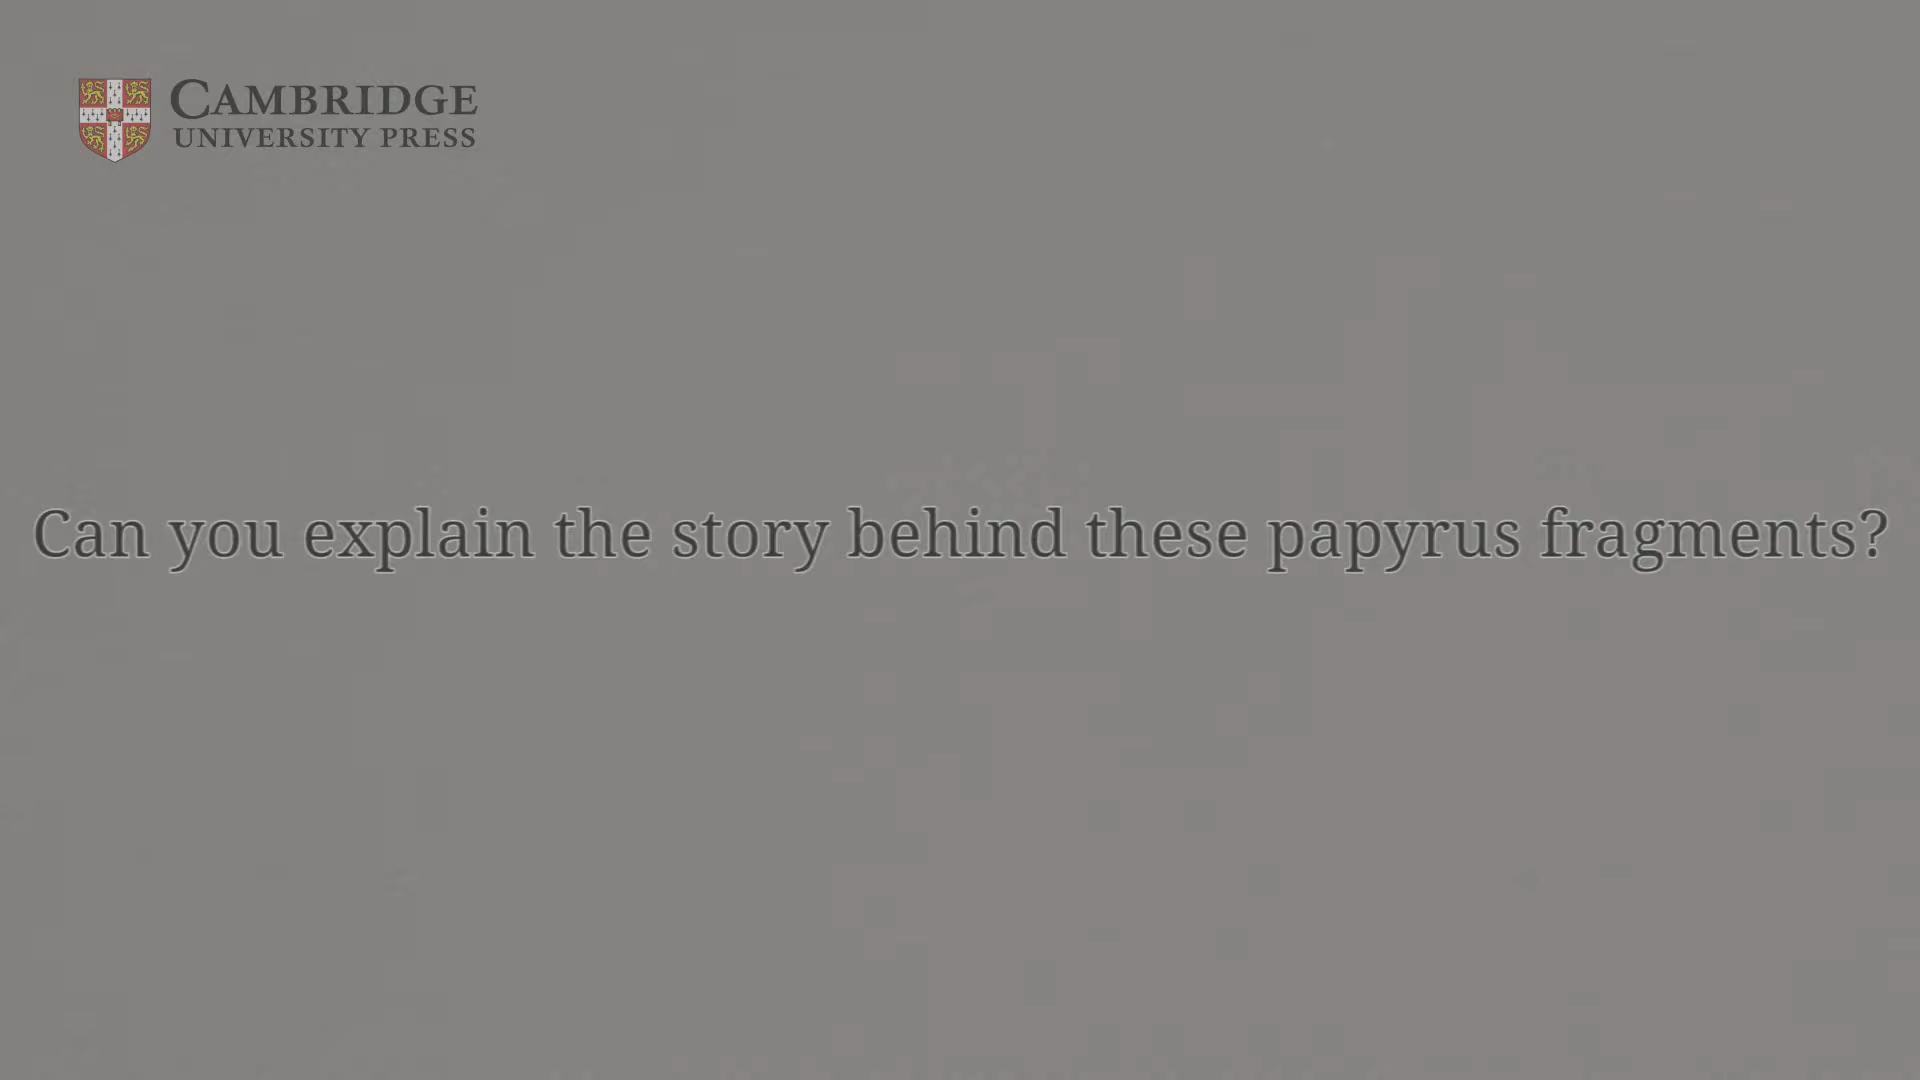 CAMBRIDGE
UNIVERSITY PRESS
Can you explain the story behind these papyrus fragments?